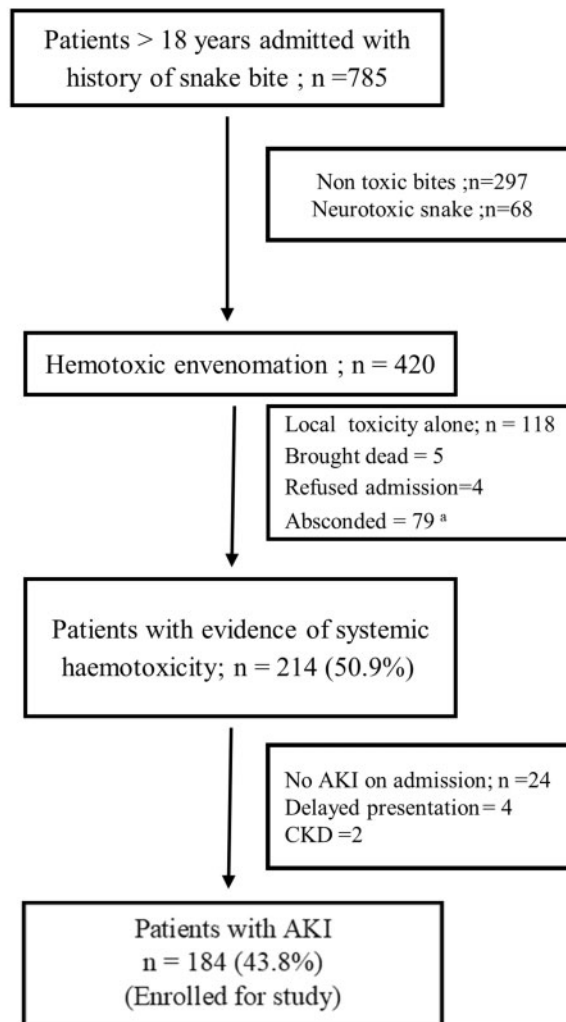 Patients > 18 years admitted with
history of snake bite ; n =785
Non toxic bites ;n=297
Neurotoxic snake ;n=68
Hemotoxic envenomation ; n = 420
Local toxicity alone; n = 118
Brought dead = 5
Refused admission=4
Absconded = 79 ᵃ
Patients with evidence of systemic
haemotoxicity; n = 214 (50.9%)
No AKI on admission; n =24
Delayed presentation= 4
CKD =2
Patients with AKI
n = 184 (43.8%)
(Enrolled for study)